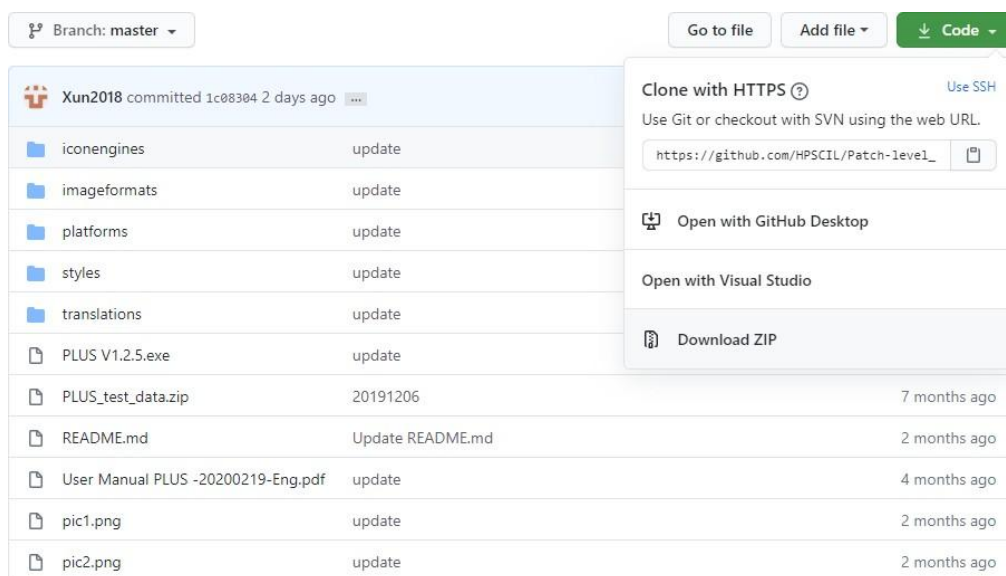 Branch: master
Go to file
Add file
Code
Xun2018 committed 1c08304 2 days ago ...
Clone with HTTPS ?
Use SSH
Use Git or checkout with SVN using the web URL.
https://github.com/HPSCIL/Patch-level_
Open with GitHub Desktop
Open with Visual Studio
Download ZIP
iconengines update
imageformats update
platforms update
styles update
translations update
PLUS V1.2.5.exe update
PLUS_test_data.zip 20191206 7 months ago
README.md Update README.md 2 months ago
User Manual PLUS -20200219-Eng.pdf update 4 months ago
pic1.png update 2 months ago
pic2.png update 2 months ago